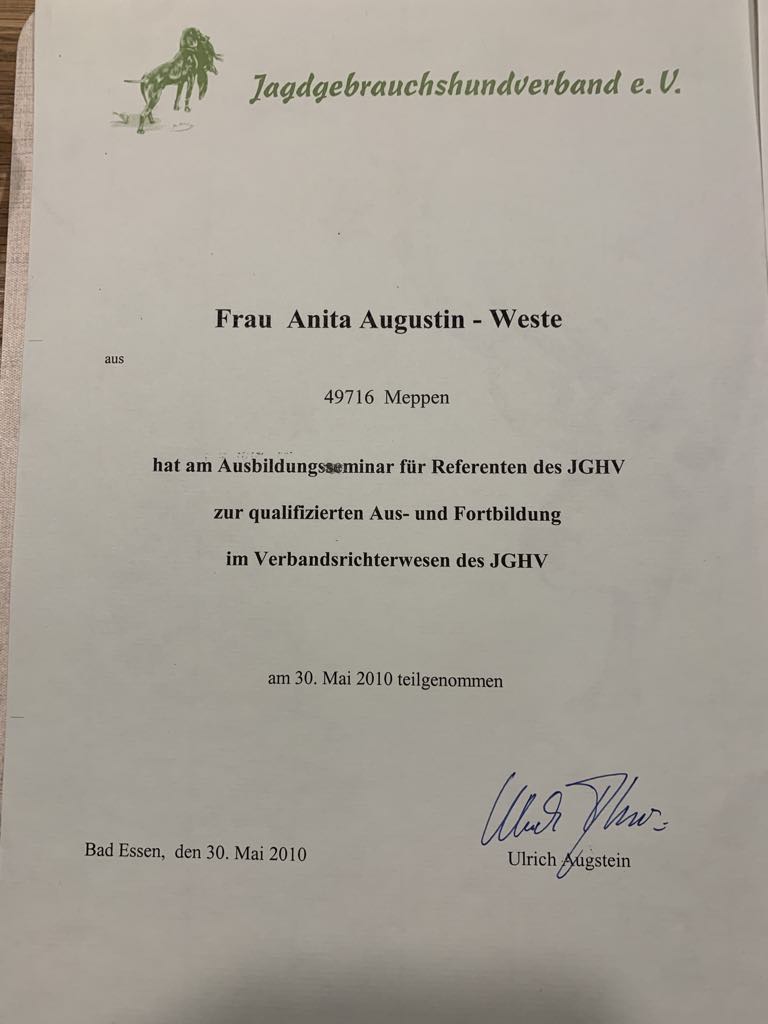 Jagdgebrauchshundverband e. V.
Frau Anita Augustin - Weste
aus
49716 Meppen
hat am Ausbildungsseminar für Referenten des JGHV
zur qualifizierten Aus- und Fortbildung
im Verbandsrichterwesen des JGHV
am 30. Mai 2010 teilgenommen
Bad Essen, den 30. Mai 2010
Ulrich Augstein